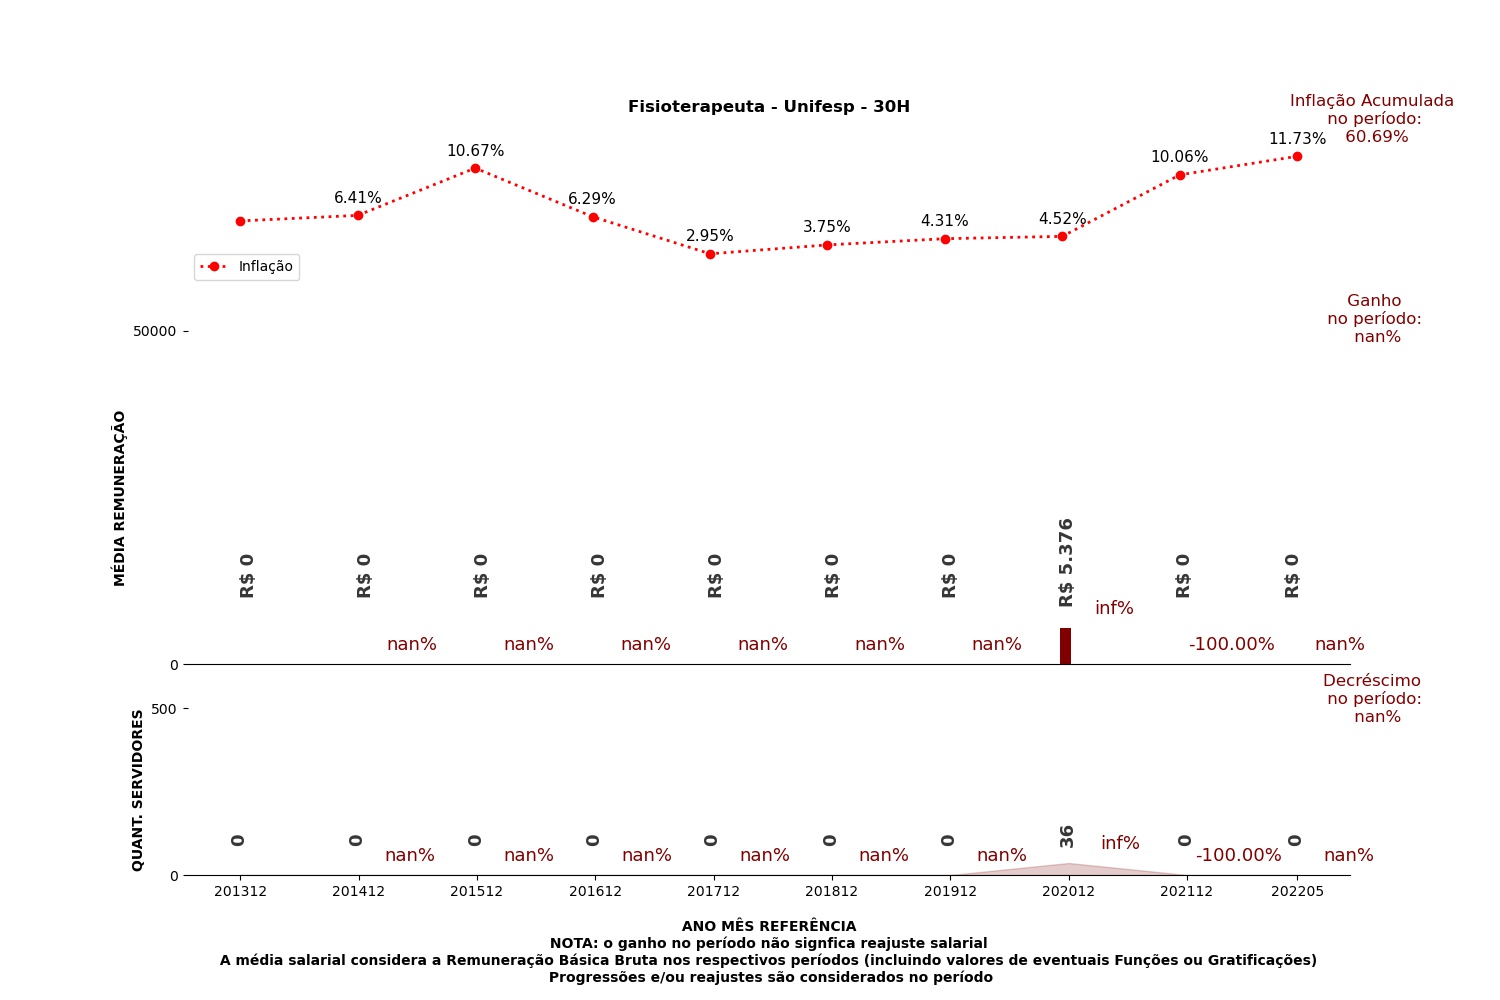 Fisioterapeuta - Unifesp - 30H
Inflação Acumulada
no período:
60.69%
6.41%
10.67%
6.29%
2.95%
3.75%
4.31%
4.52%
10.06%
11.73%
Inflação
Ganho
no período:
nan%
50000
MÉDIA REMUNERAÇÃO
R$ 0
R$ 0
R$ 0
R$ 0
R$ 0
R$ 0
R$ 0
R$ 5.376
R$ 0
R$ 0
inf%
nan%
nan%
nan%
nan%
nan%
nan%
-100.00%
nan%
0
Decréscimo
no período:
nan%
500
QUANT. SERVIDORES
0
0
0
0
0
0
0
36
0
0
inf%
nan%
nan%
nan%
nan%
nan%
nan%
-100.00%
nan%
0
201312
201412
201512
201612
201712
201812
201912
202012
202112
202205
ANO MÊS REFERÊNCIA
NOTA: o ganho no período não signfica reajuste salarial
A média salarial considera a Remuneração Básica Bruta nos respectivos períodos (incluindo valores de eventuais Funções ou Gratificações)
Progressões e/ou reajustes são considerados no período